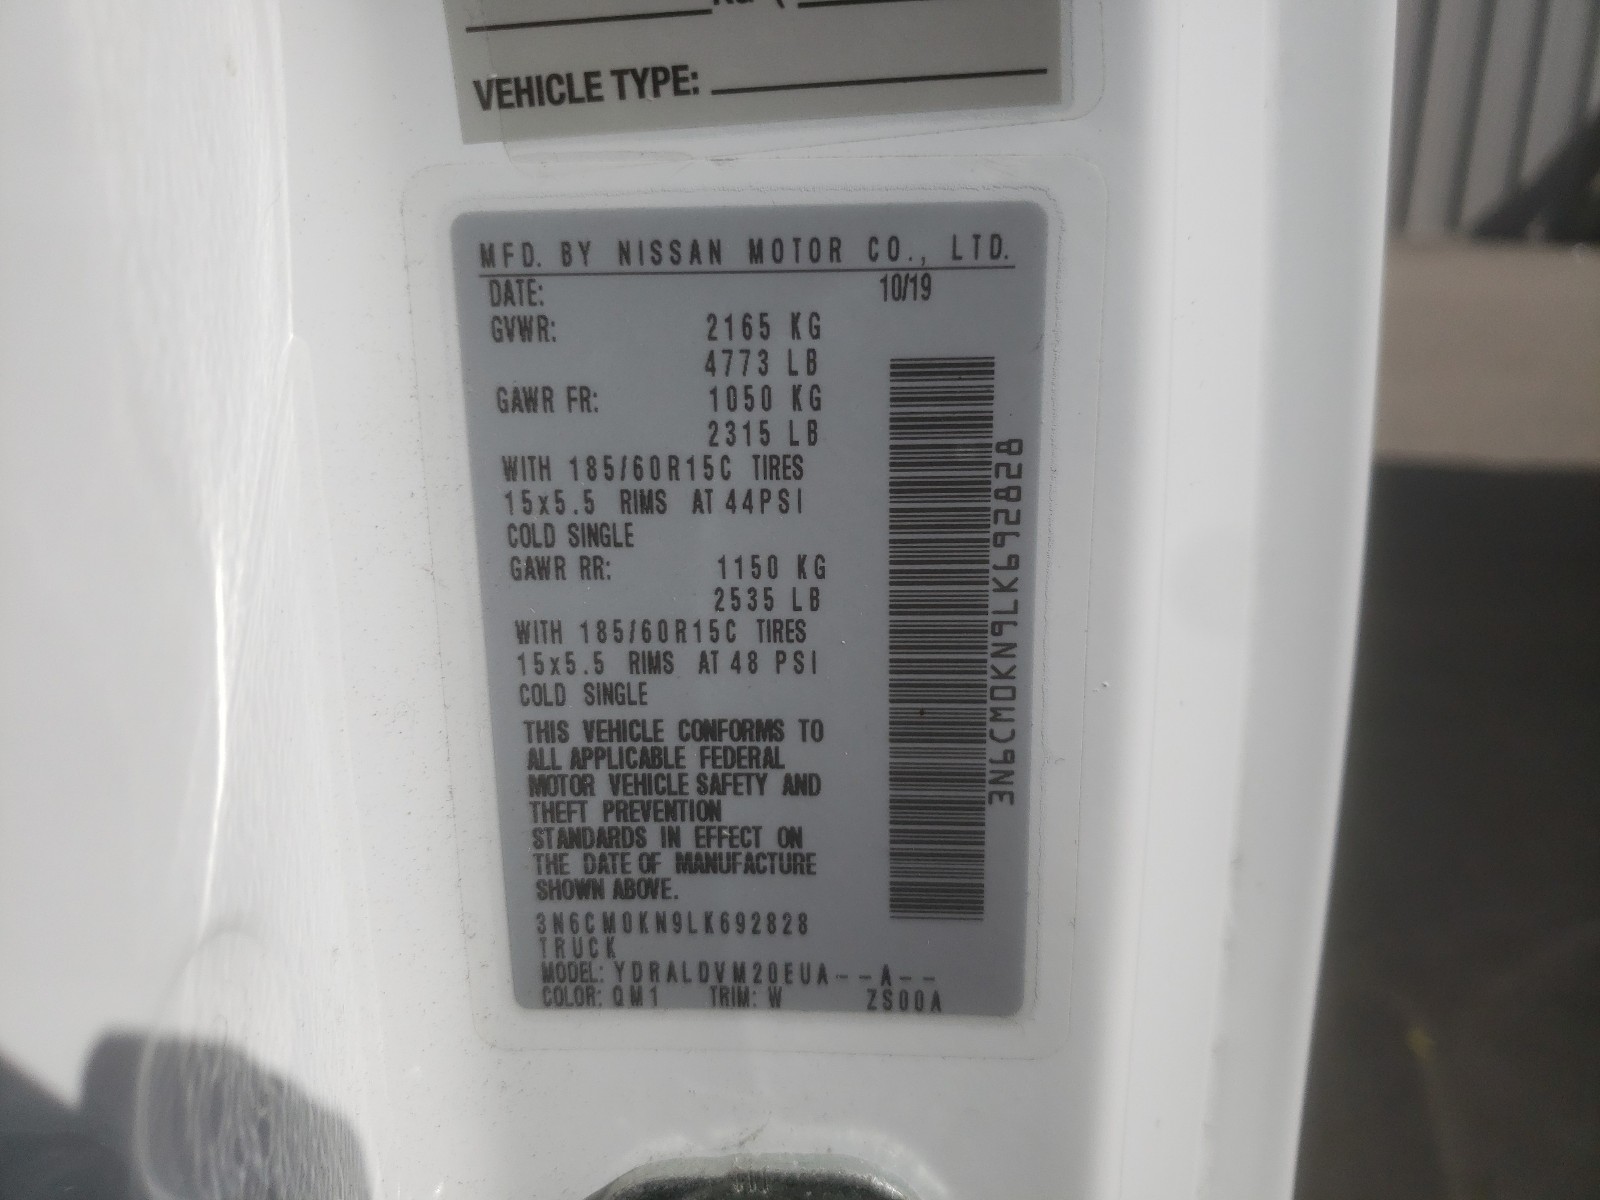 VEHICLE TYPE:
MFD. BY NISSAN MOTOR CO., LTD.
DATE: 10/19
GVWR: 2165 KG
4773 LB
GAWR FR: 1050 KG
2315 LB
WITH 185/60R15C TIRES
15x5.5 RIMS AT 44PSI
COLD SINGLE
GAWR RR: 1150 KG
2535 LB
WITH 185/60R15C TIRES
15x5.5 RIMS AT 48 PSI
COLD SINGLE
THIS VEHICLE CONFORMS TO
ALL APPLICABLE FEDERAL
MOTOR VEHICLE SAFETY AND
THEFT PREVENTION
STANDARDS IN EFFECT ON
THE DATE OF MANUFACTURE
SHOWN ABOVE.
3N6CM0KN9LK692828
TRUCK
MODEL: YDRALDVM20EUA--A--
COLOR: QM1 TRIM: W ZS00A
3N6CM0KN9LK692828